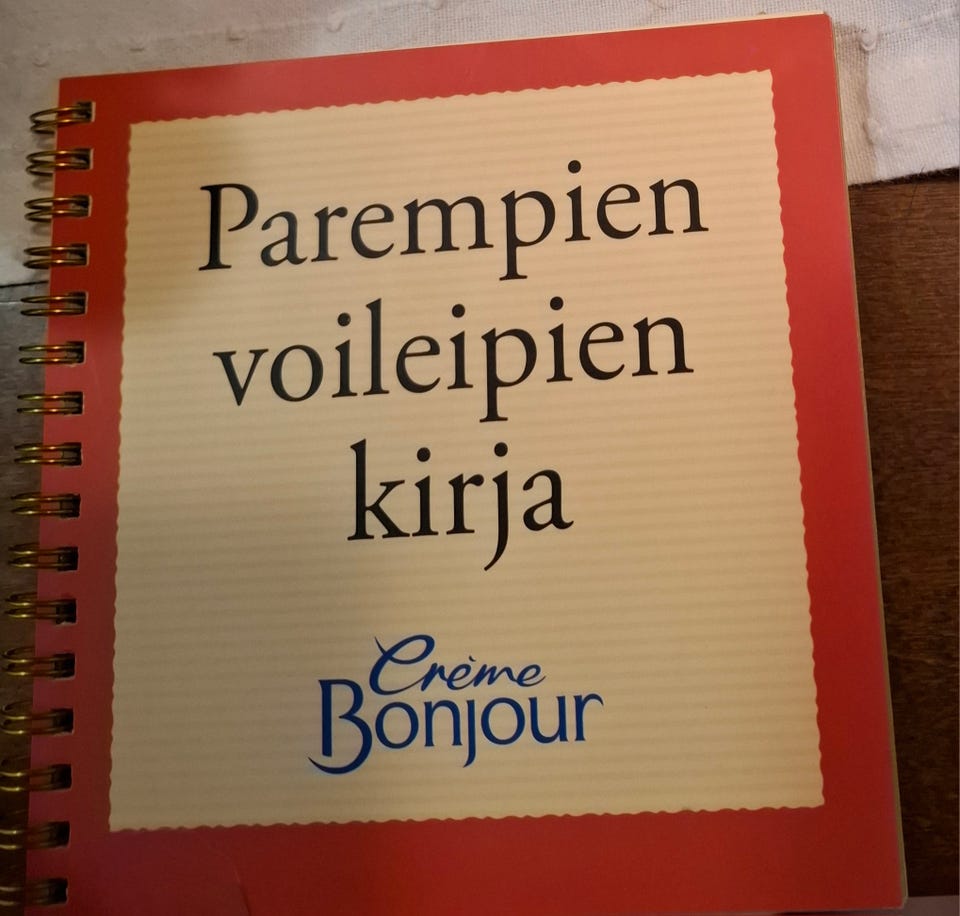 Parempien
voileipien
kirja
Crème
Bonjour